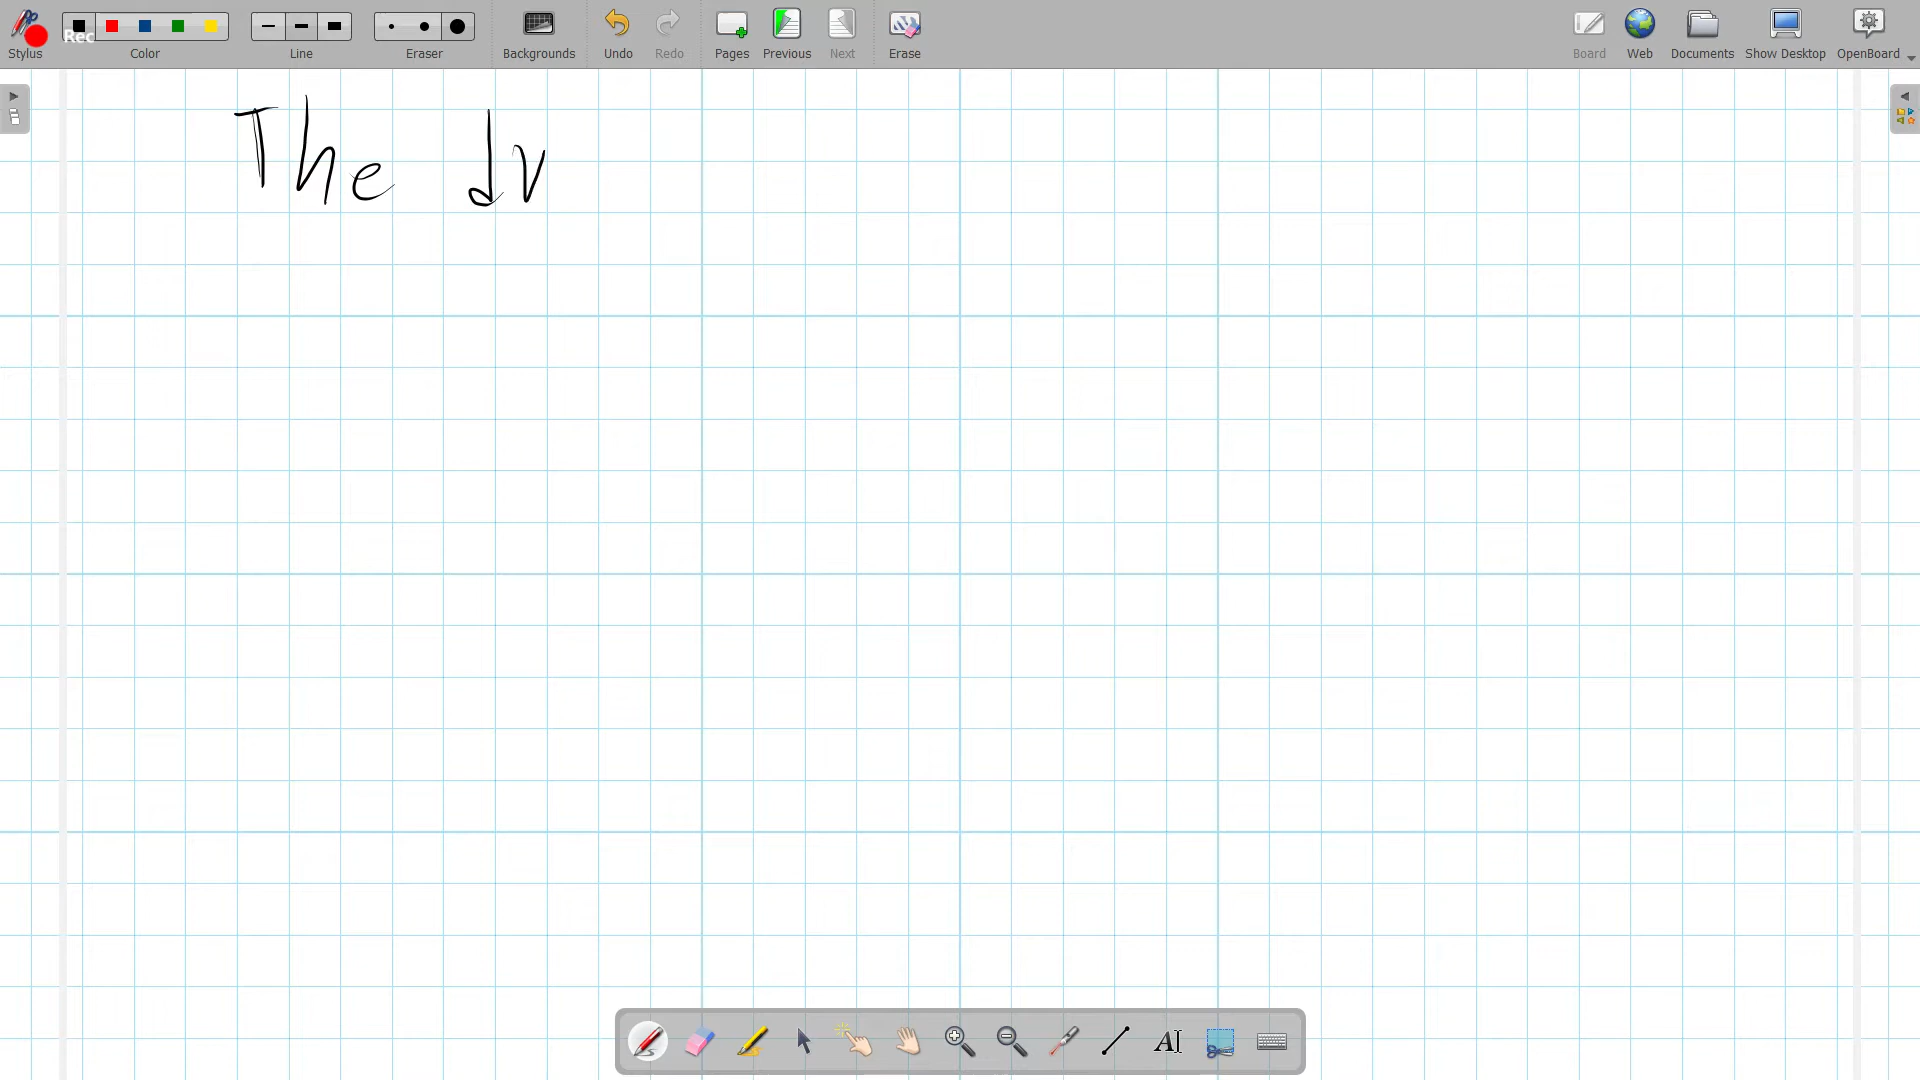 Stylus
Rec
Color
Line
Eraser
Backgrounds
Undo
Redo
Pages
Previous
Next
Erase
Board
Web
Documents
Show Desktop
OpenBoard
The dr
A